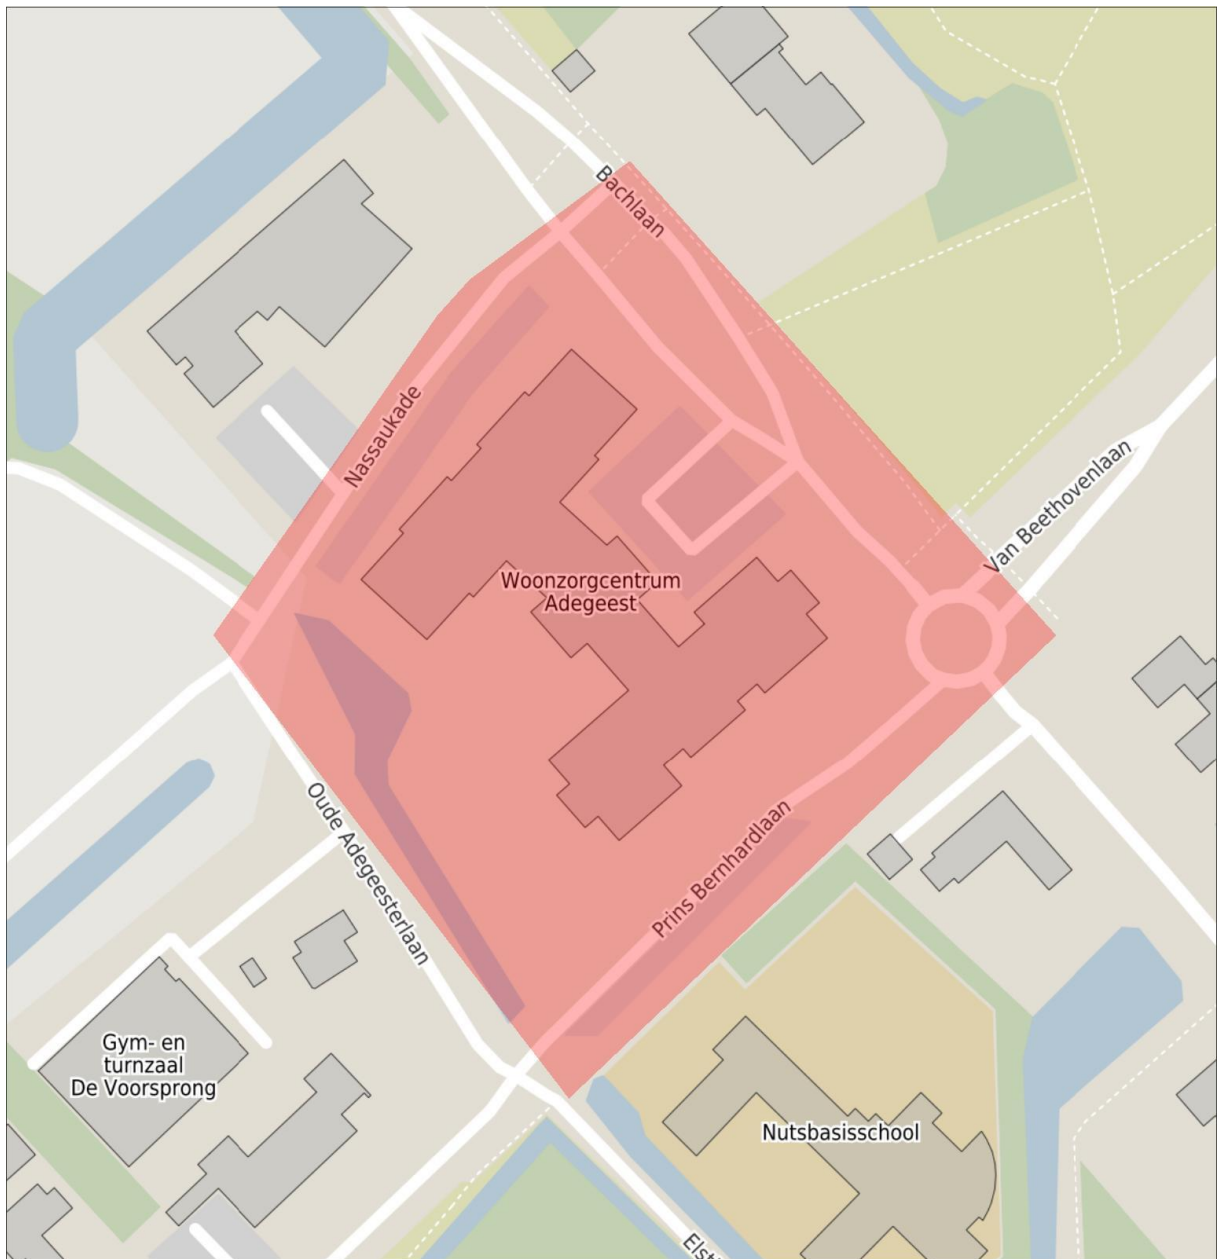 Bachlaan
Nassaukade
Van Beethovenlaan
Woonzorgcentrum
Adegeest
Oude Adegeesterlaan
Prins Bernhardlaan
Gym- en
turnzaal
De Voorsprong
Nutsbasisschool